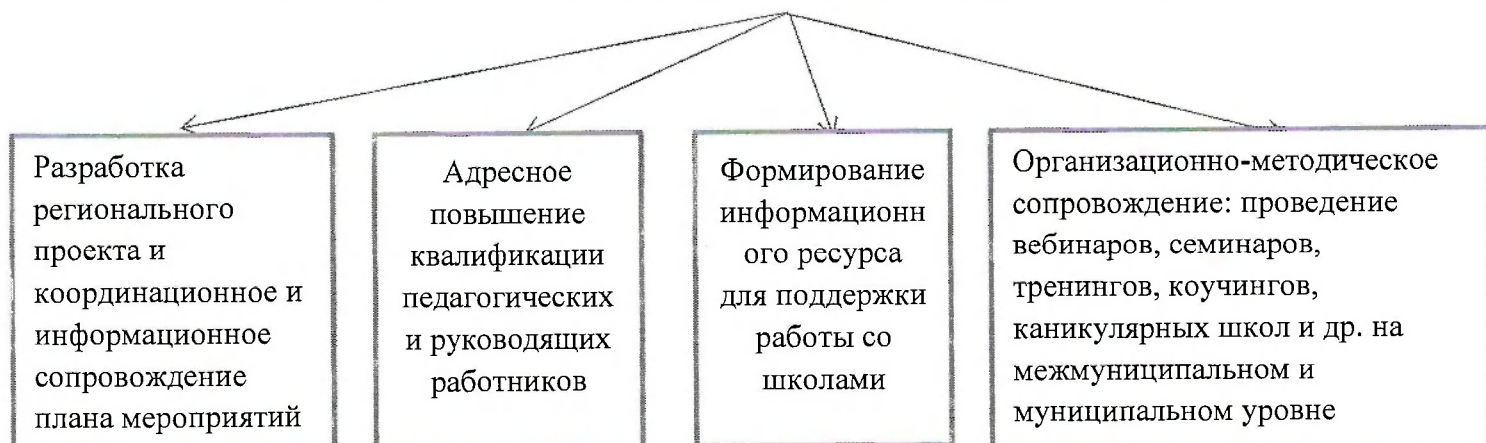 Разработка
регионального
проекта и
координационное и
информационное
сопровождение
плана мероприятий
Адресное
повышение
квалификации
педагогических
и руководящих
работников
Формирование
информационн
ого ресурса
для поддержки
работы со
школами
Организационно-методическое
сопровождение: проведение
вебинаров, семинаров,
тренингов, коучингов,
каникулярных школ и др. на
межмуниципальном и
муниципальном уровне